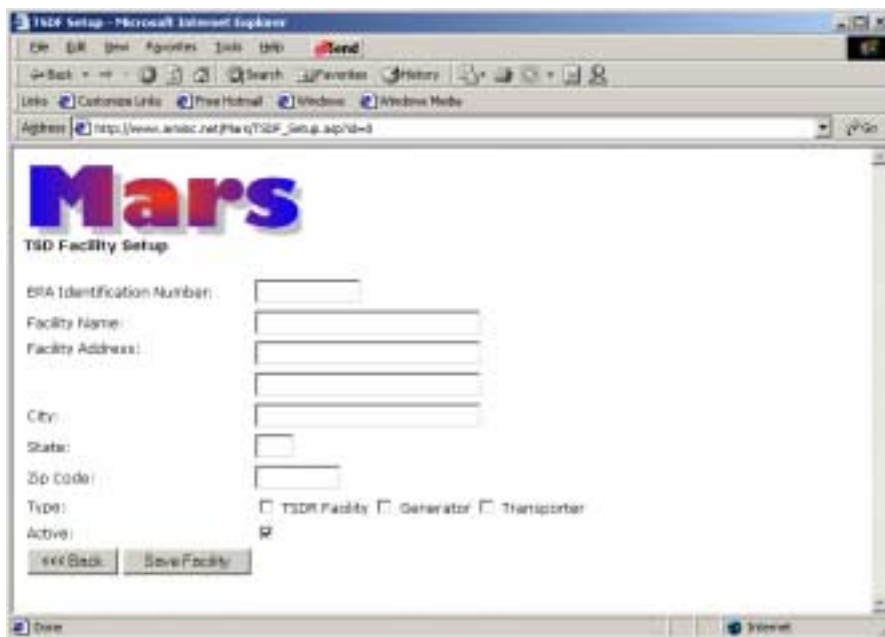 TSDF Setup - Microsoft Internet Explorer
File Edit View Favorites Tools Help Send
Back Search Favorites History
Links Customize Links Free Hotmail Windows Windows Media
Address Go
Mars
TSD Facility Setup
EPA Identification Number:
Facility Name:
Facility Address:
City:
State:
Zip Code:
Type: TSDR Facility Generator Transporter
Active:
<<< Back Save Facility
Done Internet